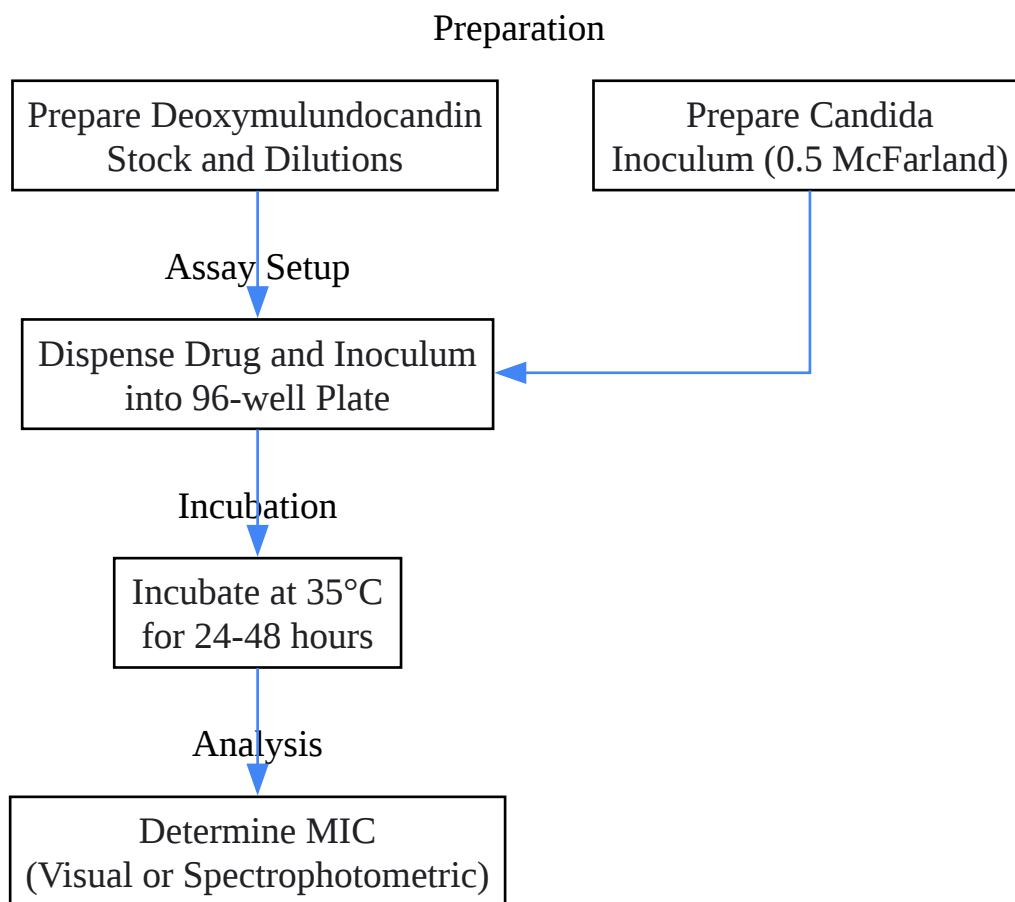 Preparation
Prepare Deoxymulundocandin
Stock and Dilutions
Prepare Candida
Inoculum (0.5 McFarland)
Assay Setup
Dispense Drug and Inoculum
into 96-well Plate
Incubation
Incubate at 35°C
for 24-48 hours
Analysis
Determine MIC
(Visual or Spectrophotometric)